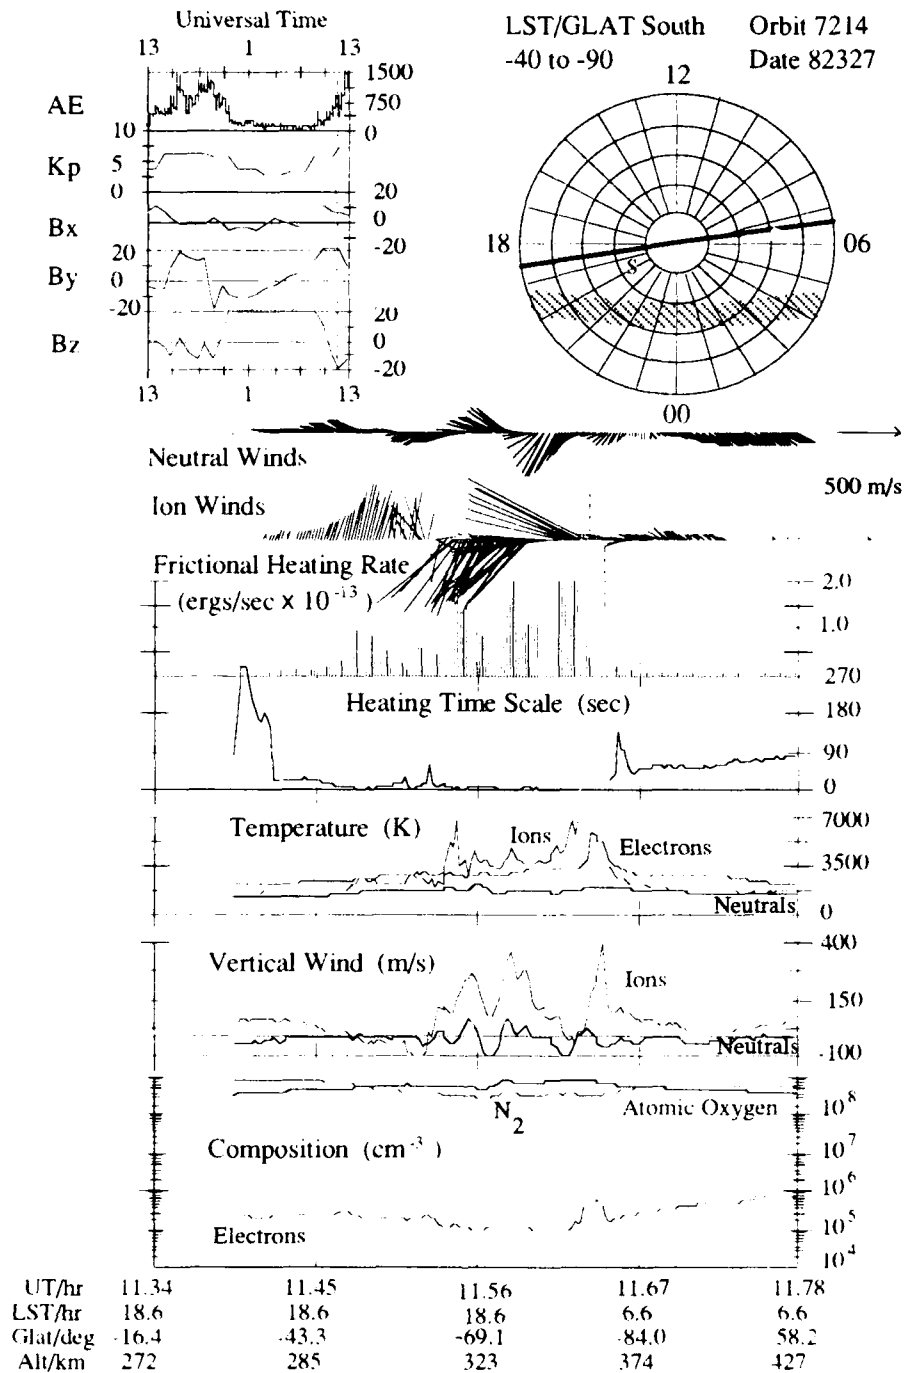 Universal Time
13 1 13
AE 1500 750 0
Kp 10 5 0
Bx 20 0 -20
By 20 0 -20
Bz 20 0 -20
13 1 13
LST/GLAT South Orbit 7214
-40 to -90 Date 82327
12
18 06
S
00
Neutral Winds
500 m/s
Ion Winds
Frictional Heating Rate
(ergs/sec x 10^-13)
2.0
1.0
270
Heating Time Scale (sec)
180
90
0
Temperature (K)
Ions
Electrons
Neutrals
7000
3500
0
Vertical Wind (m/s)
Ions
Neutrals
400
150
-100
N2
Atomic Oxygen
Composition (cm^-3)
Electrons
10^8
10^7
10^6
10^5
10^4
UT/hr 11.34 11.45 11.56 11.67 11.78
LST/hr 18.6 18.6 18.6 6.6 6.6
Glat/deg -16.4 -43.3 -69.1 -84.0 58.2
Alt/km 272 285 323 374 427